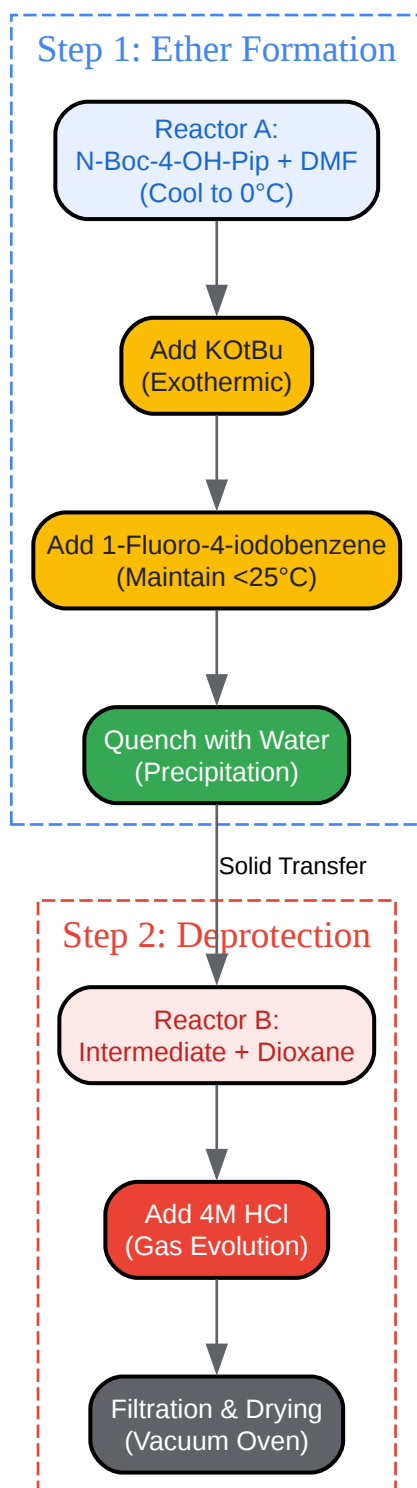 Step 1: Ether Formation
Reactor A:
N-Boc-4-OH-Pip + DMF
(Cool to 0°C)
Add KOtBu
(Exothermic)
Add 1-Fluoro-4-iodobenzene
(Maintain <25°C)
Quench with Water
(Precipitation)
Solid Transfer
Step 2: Deprotection
Reactor B:
Intermediate + Dioxane
Add 4M HCl
(Gas Evolution)
Filtration & Drying
(Vacuum Oven)